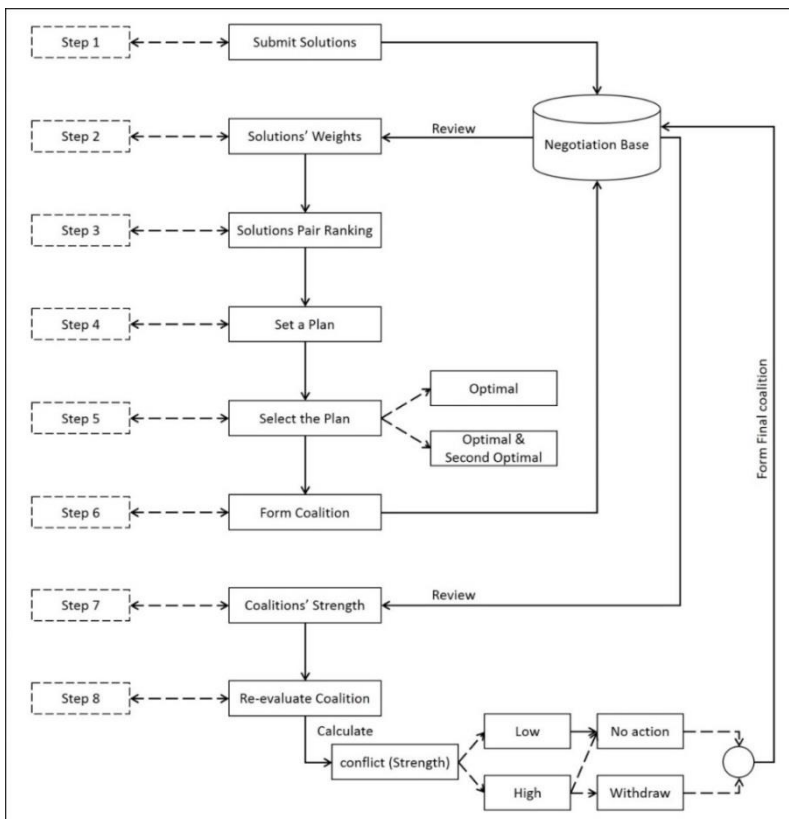 Step 1
Submit Solutions
Step 2
Solutions' Weights
Review
Negotiation Base
Step 3
Solutions Pair Ranking
Step 4
Set a Plan
Step 5
Select the Plan
Optimal
Optimal &
Second Optimal
Form Final coalition
Step 6
Form Coalition
Step 7
Coalitions' Strength
Review
Step 8
Re-evaluate Coalition
Calculate
conflict (Strength)
Low
No action
High
Withdraw